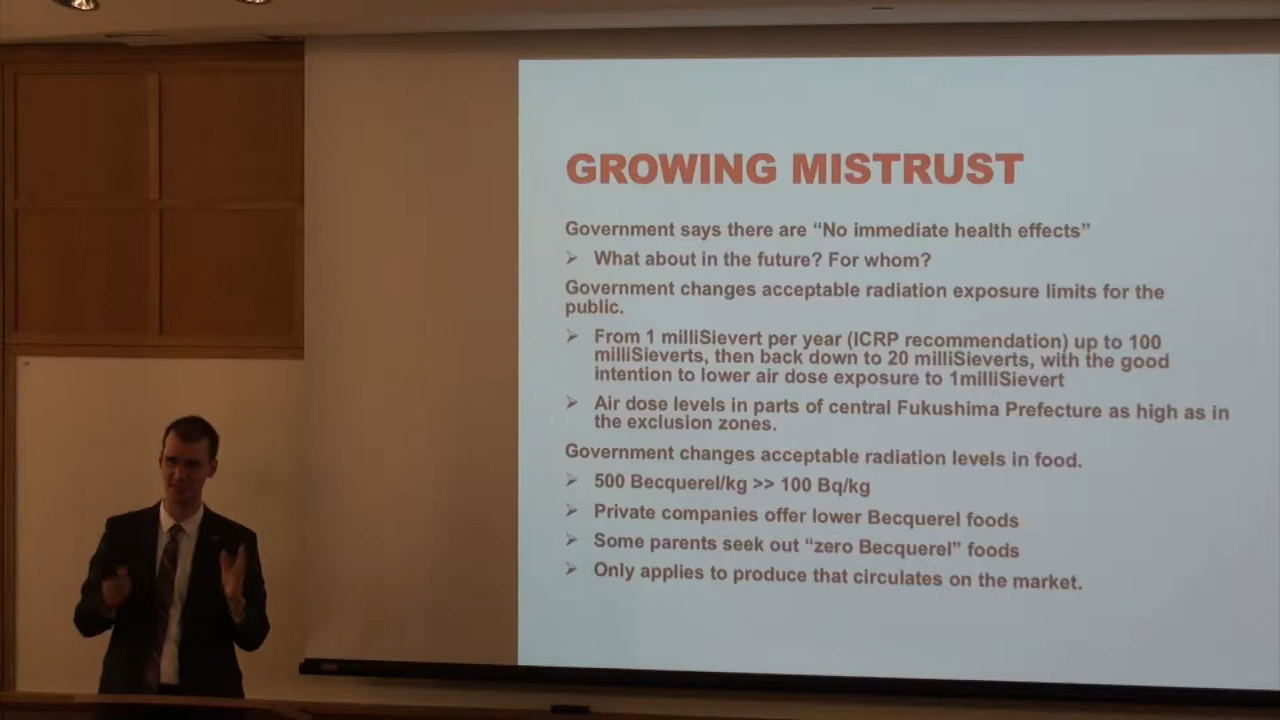 GROWING MISTRUST
Government says there are “No immediate health effects”
➢ What about in the future? For whom?
Government changes acceptable radiation exposure limits for the
public.
➢ From 1 milliSievert per year (ICRP recommendation) up to 100
milliSieverts, then back down to 20 milliSieverts, with the good
intention to lower air dose exposure to 1milliSievert
➢ Air dose levels in parts of central Fukushima Prefecture as high as in
the exclusion zones.
Government changes acceptable radiation levels in food.
➢ 500 Becquerel/kg >> 100 Bq/kg
➢ Private companies offer lower Becquerel foods
➢ Some parents seek out “zero Becquerel” foods
➢ Only applies to produce that circulates on the market.